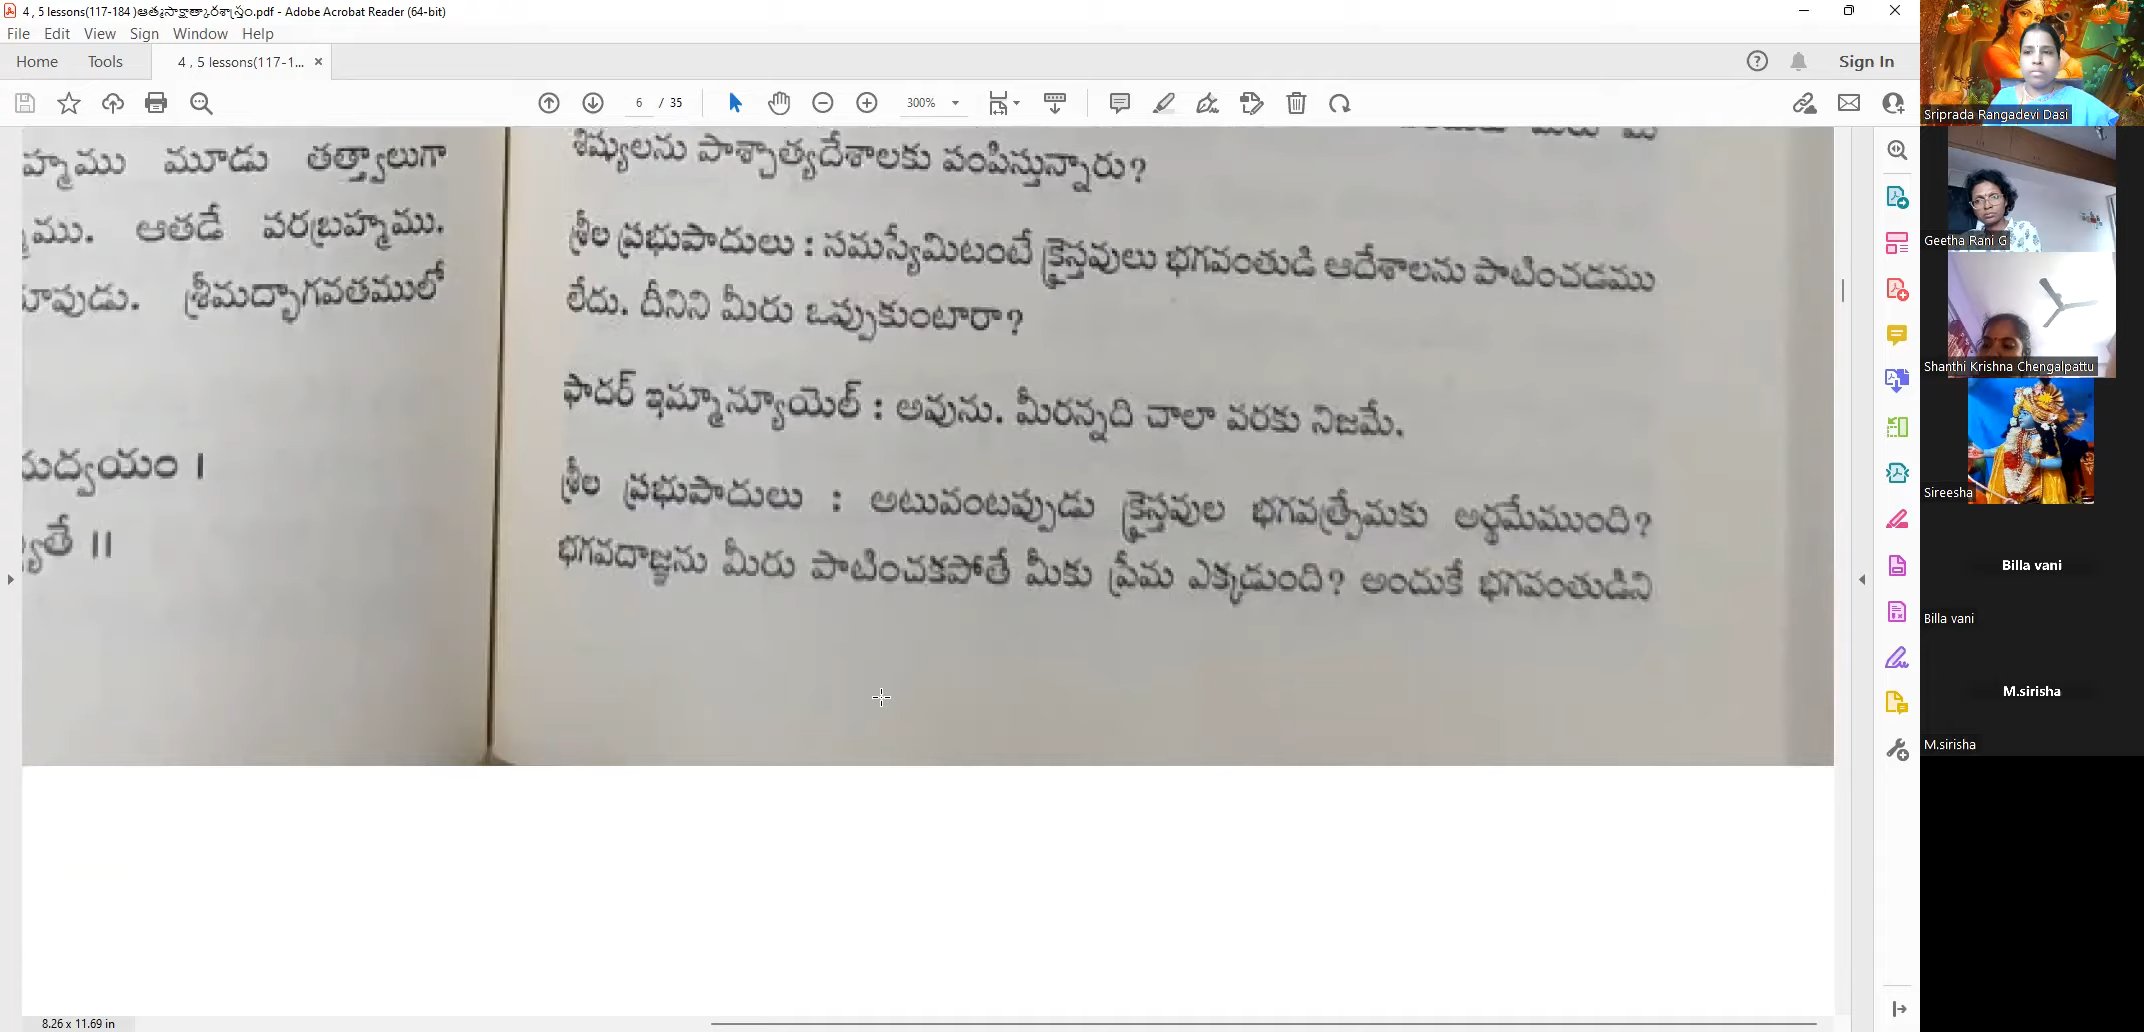 4 , 5 lessons(117-184 )ఆత్మసాక్షాత్కారశాస్త్రం.pdf - Adobe Acrobat Reader (64-bit)
File Edit View Sign Window Help
Home Tools 4 , 5 lessons(117-1... × Sign In
6 / 35 300%
హ్మము మూడు తత్త్వాలుగా
ము. ఆతడే పరబ్రహ్మము.
వుడు. శ్రీమద్భాగవతములో
ద్వయం ।
తే ॥
శిష్యులను పాశ్చాత్యదేశాలకు పంపిస్తున్నారు?
శ్రీల ప్రభుపాదులు : సమస్యేమిటంటే క్రైస్తవులు భగవంతుడి ఆదేశాలను పాటించడము
లేదు. దీనిని మీరు ఒప్పుకుంటారా?
ఫాదర్ ఇమ్మాన్యూయెల్ : అవును. మీరన్నది చాలా వరకు నిజమే.
శ్రీల ప్రభుపాదులు : అటువంటప్పుడు క్రైస్తవుల భగవత్ప్రేమకు అర్థమేముంది?
భగవదాజ్ఞను మీరు పాటించకపోతే మీకు ప్రేమ ఎక్కడుంది? అందుకే భగవంతుడిని
8.26 x 11.69 in
Sriprada Rangadevi Dasi
Geetha Rani G
Shanthi Krishna Chengalpattu
Sireesha
Billa vani
Billa vani
M.sirisha
M.sirisha